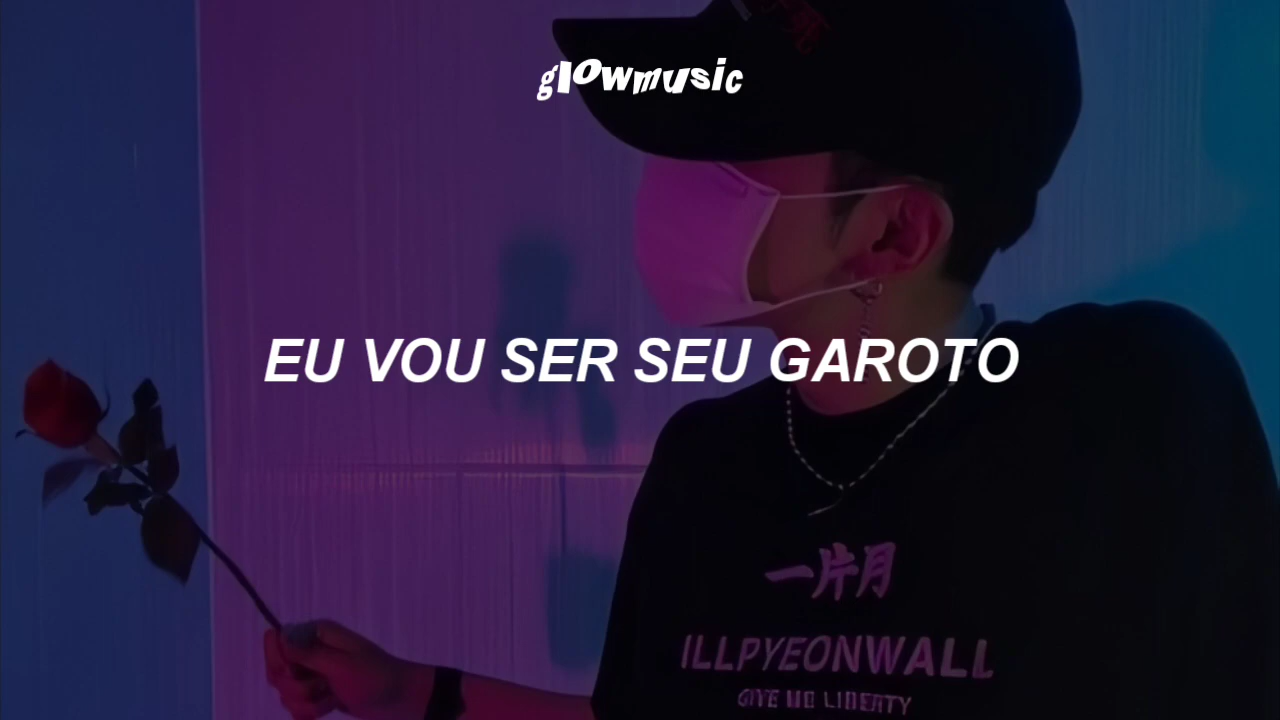 glowmusic
EU VOU SER SEU GAROTO
一片月
ILLPYEONWALL
GIVE ME LIBERTY